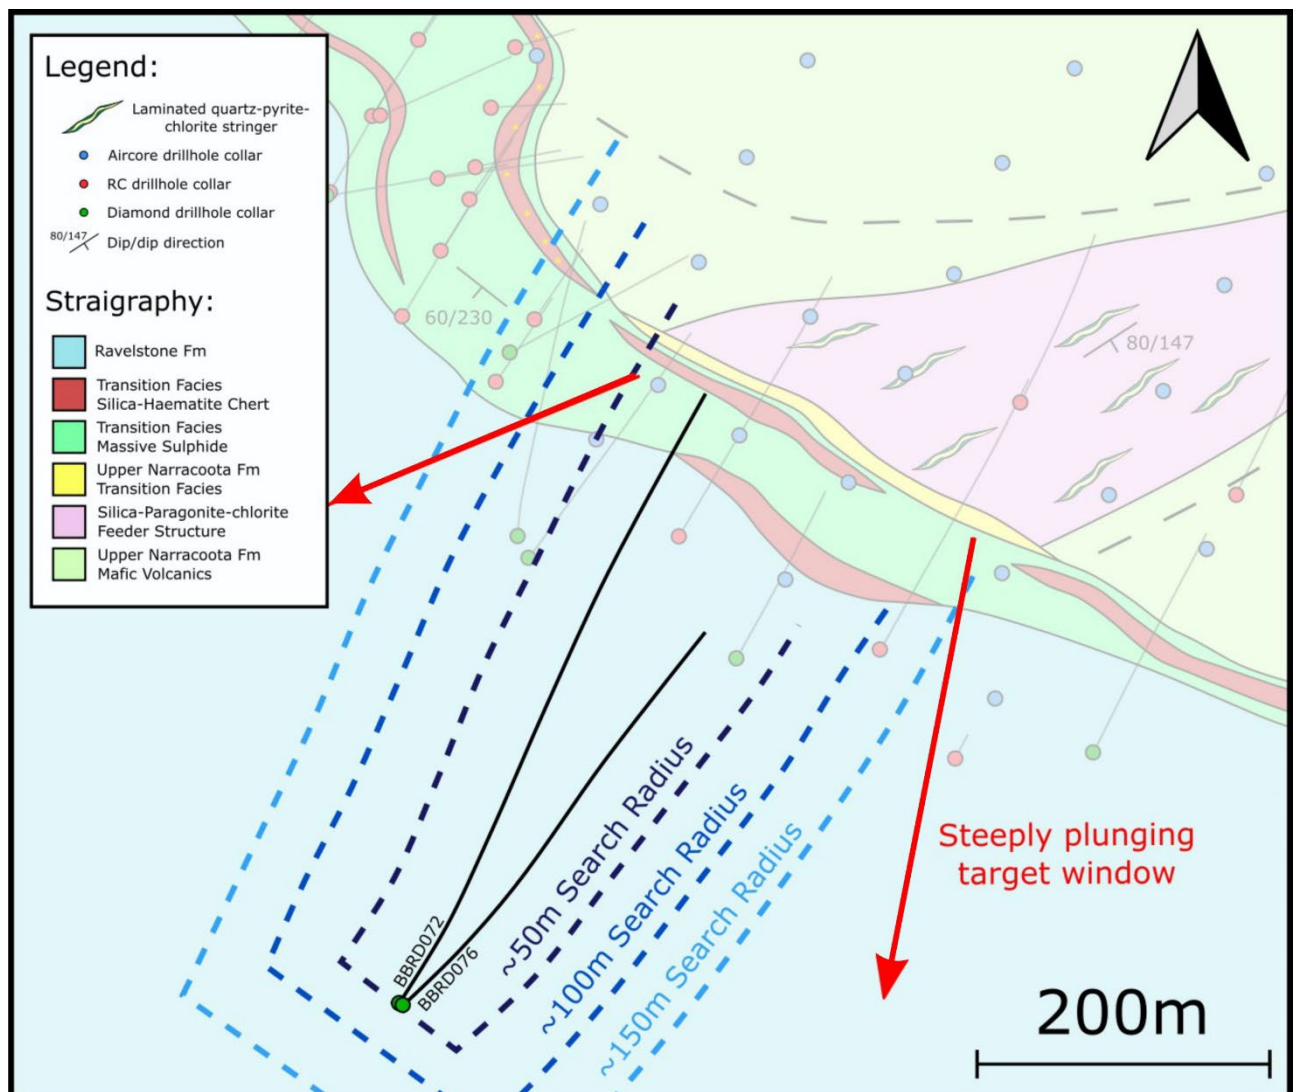 Legend:
Laminated quartz-pyrite-
chlorite stringer
Aircore drillhole collar
RC drillhole collar
Diamond drillhole collar
80/147
Dip/dip direction
Straigraphy:
Ravelstone Fm
Transition Facies
Silica-Haematite Chert
Transition Facies
Massive Sulphide
Upper Narracoota Fm
Transition Facies
Silica-Paragonite-chlorite
Feeder Structure
Upper Narracoota Fm
Mafic Volcanics
60/230
80/147
BBRD072
BBRD076
~50m Search Radius
~100m Search Radius
~150m Search Radius
Steeply plunging
target window
200m